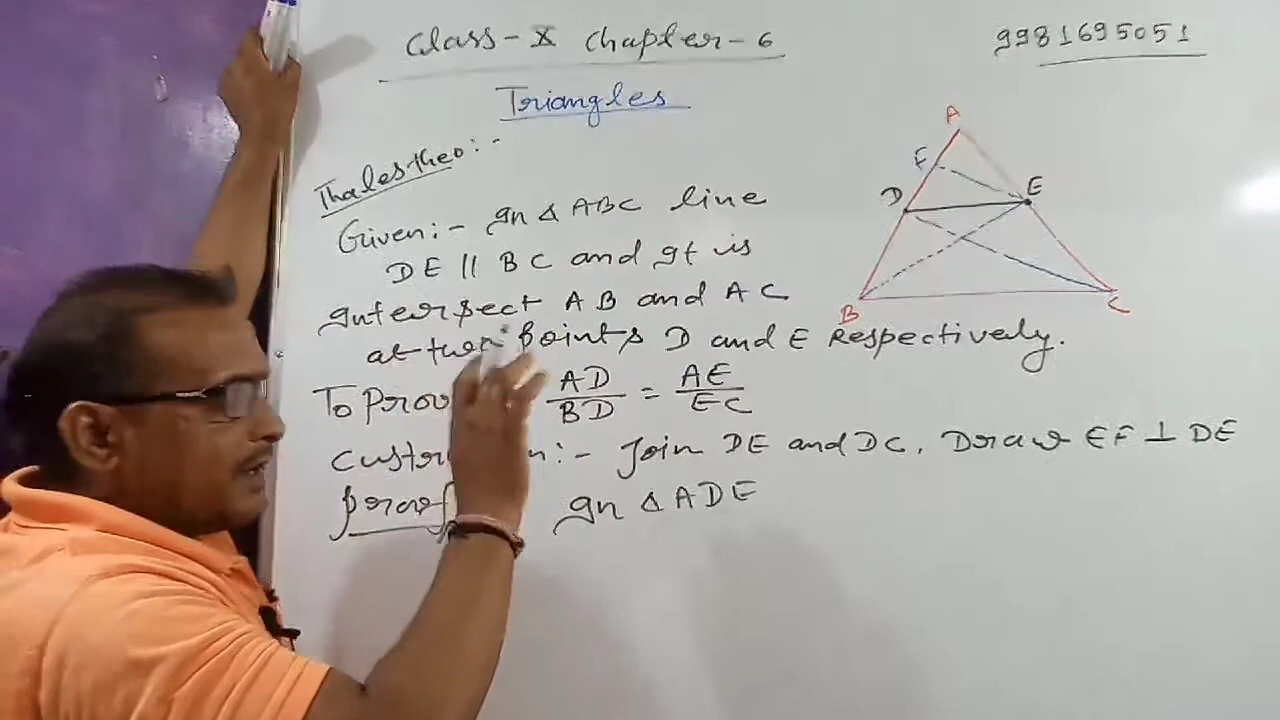 Class-X Chapter-6
9981695051
Triangles
Thales theo:-
Given:- In △ ABC line
DE || BC and It is
Intersect AB and AC
at two points D and E Respectively.
To Prov AD/BD = AE/EC
custr n:- Join DE and DC. Draw EF ⊥ DE
proof In △ ADE
A
F
D
E
B
C